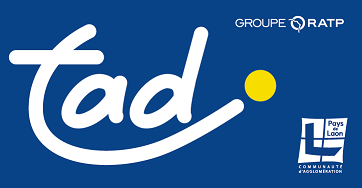 GROUPE RATP
tad
Pays
de
Laon
COMMUNAUTÉ
D'AGGLOMÉRATION